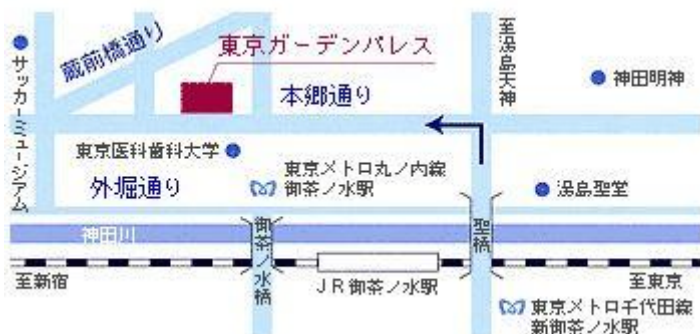 蔵前橋通り
東京ガーデンパレス
至湯島天神
サッカーミュージアム
本郷通り
神田明神
東京医科歯科大学
東京メトロ丸ノ内線
御茶ノ水駅
外堀通り
湯島聖堂
神田川
御茶ノ水橋
聖橋
至新宿
JR御茶ノ水駅
至東京
東京メトロ千代田線
新御茶ノ水駅